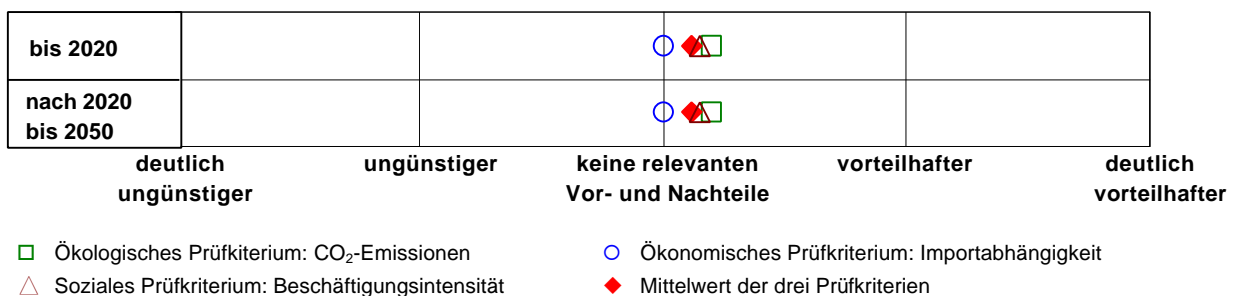 bis 2020
nach 2020
bis 2050
deutlich ungünstiger keine relevanten vorteilhafter deutlich
ungünstiger Vor- und Nachteile vorteilhafter
Ökologisches Prüfkiterium: CO₂-Emissionen Ökonomisches Prüfkriterium: Importabhängigkeit
Soziales Prüfkriterium: Beschäftigungsintensität Mittelwert der drei Prüfkriterien